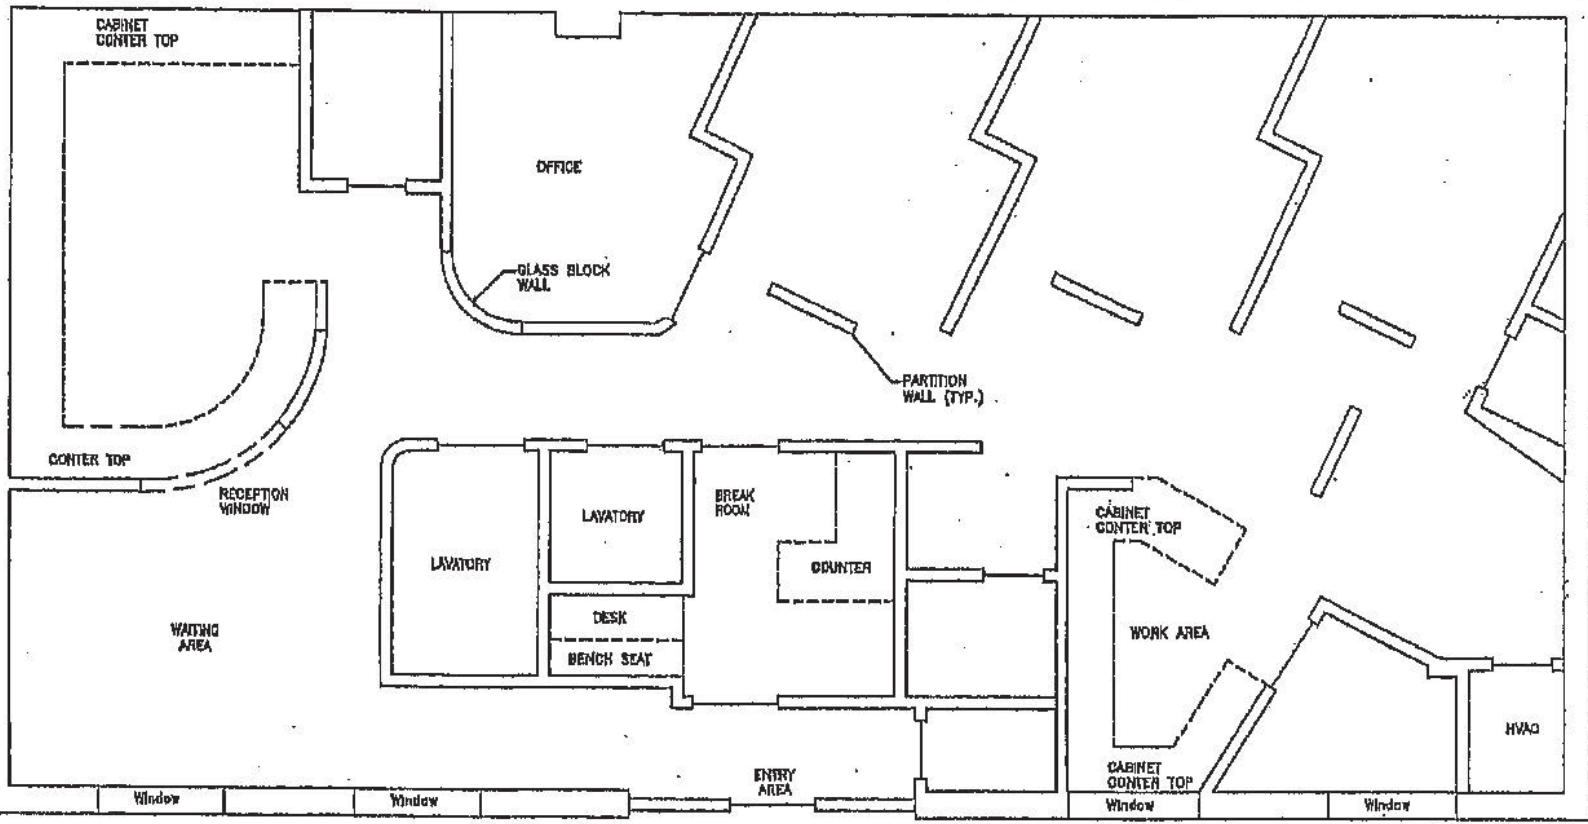 CABINET
CONTER TOP
OFFICE
GLASS BLOCK
WALL
PARTITION
WALL (TYP.)
CONTER TOP
RECEPTION
WINDOW
BREAK
ROOM
LAVATORY
CABINET
CONTER TOP
LAVATORY
COUNTER
DESK
WAITING
AREA
WORK AREA
BENCH SEAT
HVAC
ENTRY
AREA
CABINET
CONTER TOP
Window
Window
Window
Window